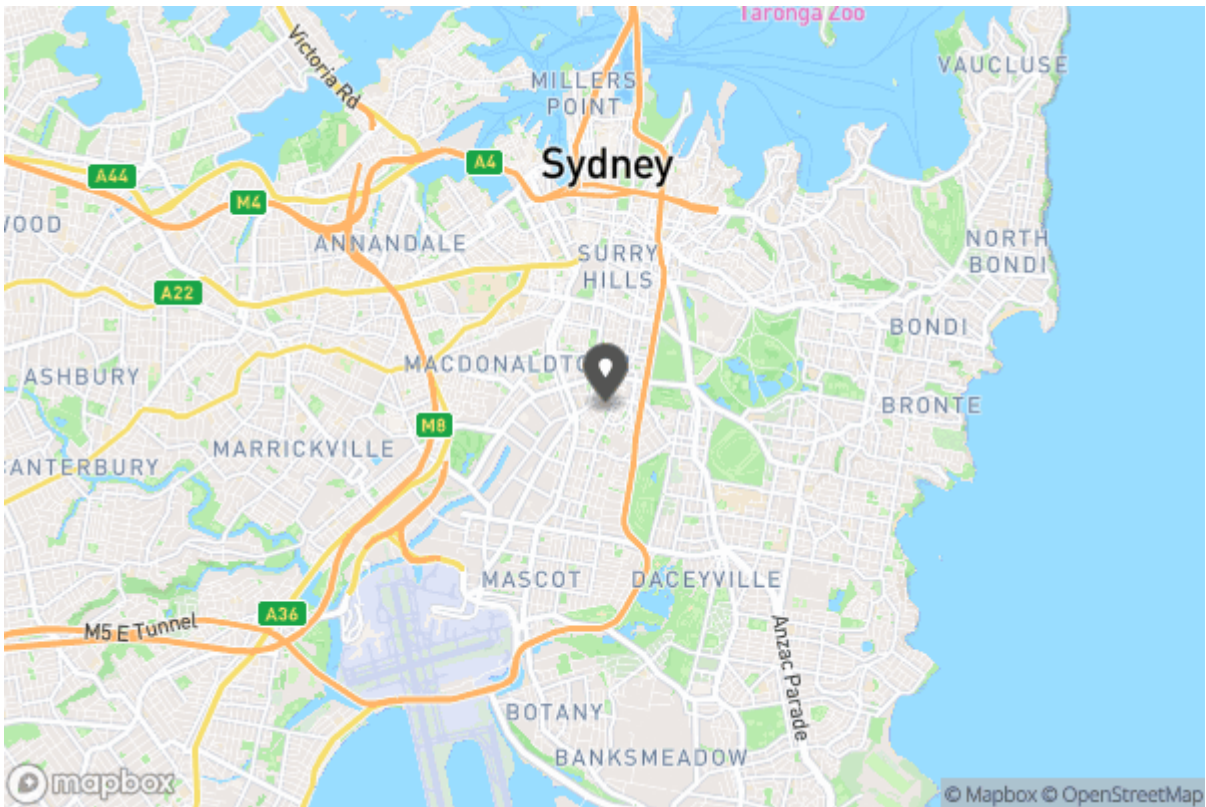 Taronga Zoo
Victoria Rd
MILLERS
POINT
VAUCLUSE
A4
Sydney
A44
M4
WOOD
ANNANDALE
SURRY
HILLS
NORTH
BONDI
A22
BONDI
MACDONALDTO
ASHBURY
BRONTE
M8
MARRICKVILLE
CANTERBURY
MASCOT
DACEYVILLE
A36
M5 E Tunnel
Anzac Parade
BOTANY
BANKSMEADOW
mapbox
© Mapbox © OpenStreetMap